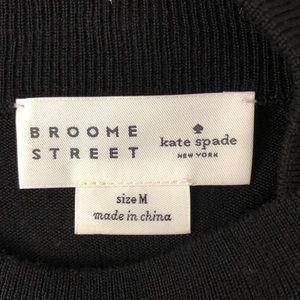 BROOME
STREET
kate spade
NEW YORK
size M
made in china